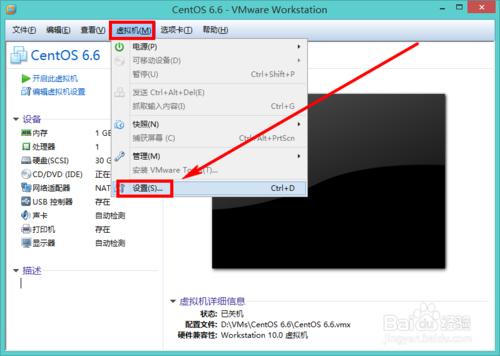 CentOS 6.6 - VMware Workstation
文件(F) 编辑(E) 查看(V) 虚拟机(M) 选项卡(T) 帮助(H)
CentOS 6.6
开启此虚拟机
编辑虚拟机设置
设备
内存 1 GB
处理器 1
硬盘(SCSI) 30 G
CD/DVD (IDE) 正在
网络适配器 NAT
USB 控制器 存在
声卡 自动检测
打印机 存在
显示器 自动检测
描述
电源(P)
可移动设备(D)
暂停(U) Ctrl+Shift+P
发送 Ctrl+Alt+Del(E)
抓取输入内容(I) Ctrl+G
快照(N)
捕获屏幕 (C) Ctrl+Alt+PrtScn
管理(M)
安装 VMware Tools(T)...
设置(S)... Ctrl+D
虚拟机详细信息
状态: 已关机
配置文件: D:\VMs\CentOS 6.6\CentOS 6.6.vmx
硬件兼容性: Workstation 10.0 虚拟机
Baidu 经验
jingyan.baidu.com